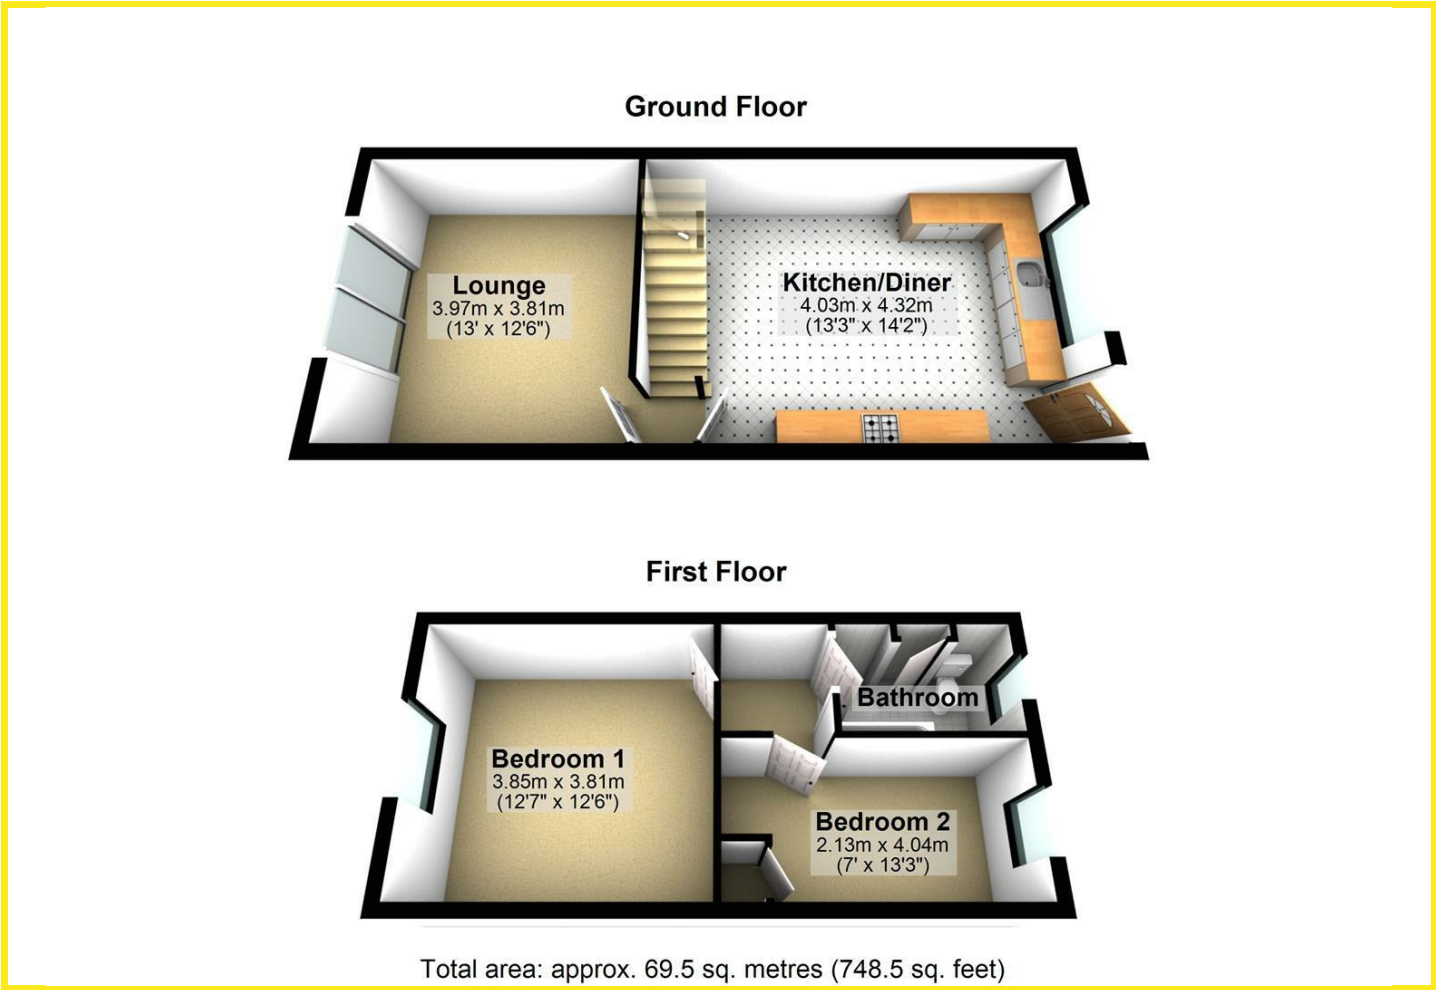 Ground Floor
Lounge
3.97m x 3.81m
(13' x 12'6")
Kitchen/Diner
4.03m x 4.32m
(13'3" x 14'2")
First Floor
Bathroom
Bedroom 1
3.85m x 3.81m
(12'7" x 12'6")
Bedroom 2
2.13m x 4.04m
(7' x 13'3")
Total area: approx. 69.5 sq. metres (748.5 sq. feet)